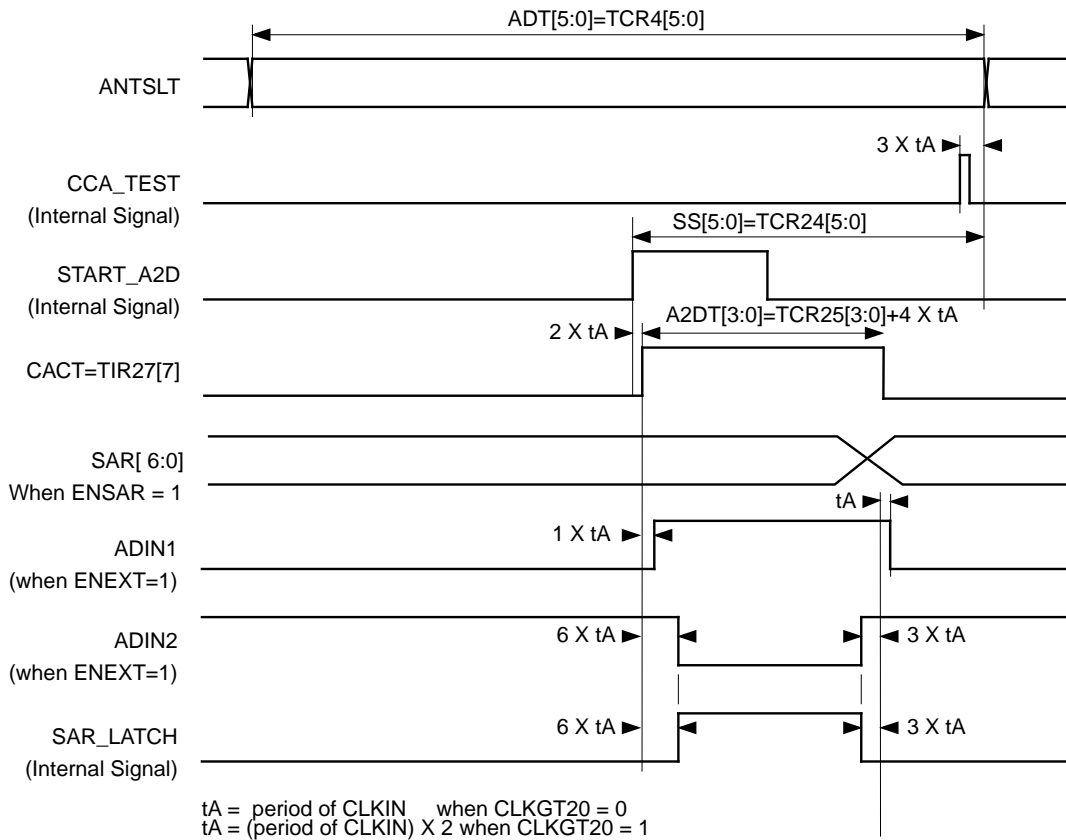 ADT[5:0]=TCR4[5:0]
ANTSLT
3 X tA
CCA_TEST
(Internal Signal)
SS[5:0]=TCR24[5:0]
START_A2D
(Internal Signal)
A2DT[3:0]=TCR25[3:0]+4 X tA
2 X tA
CACT=TIR27[7]
SAR[ 6:0]
When ENSAR = 1
tA
1 X tA
ADIN1
(when ENEXT=1)
ADIN2
(when ENEXT=1)
6 X tA
3 X tA
SAR_LATCH
(Internal Signal)
6 X tA
3 X tA
tA = period of CLKIN when CLKGT20 = 0
tA = (period of CLKIN) X 2 when CLKGT20 = 1